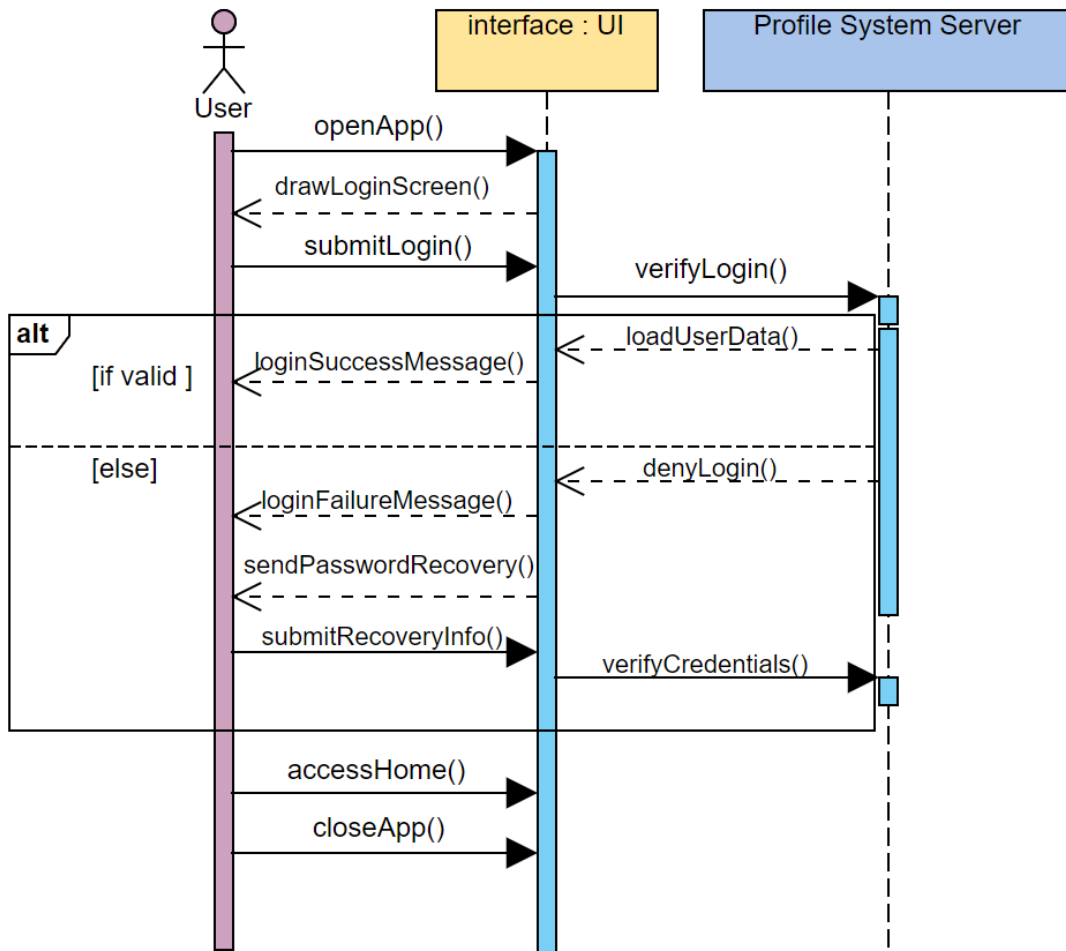 interface : UI
Profile System Server
User
openApp()
drawLoginScreen()
submitLogin()
verifyLogin()
alt
loadUserData()
loginSuccessMessage()
[if valid ]
[else]
denyLogin()
loginFailureMessage()
sendPasswordRecovery()
submitRecoveryInfo()
verifyCredentials()
accessHome()
closeApp()